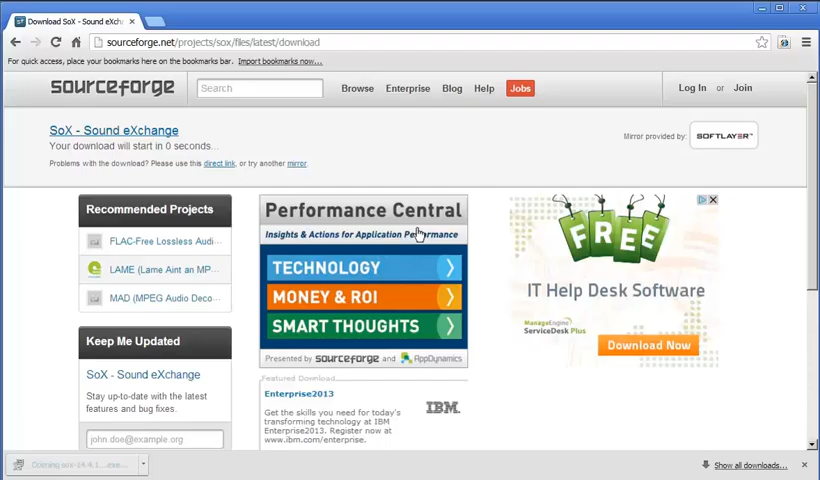 Download SoX - Sound eXch
sourceforge.net/projects/sox/files/latest/download
For quick access, place your bookmarks here on the bookmarks bar. Import bookmarks now...
sourceforge
Search
Browse
Enterprise
Blog
Help
Jobs
Log In or Join
SoX - Sound eXchange
Your download will start in 0 seconds...
Problems with the download? Please use this direct link, or try another mirror.
Mirror provided by:
SOFTLAYER
Recommended Projects
FLAC-Free Lossless Audi...
LAME (Lame Aint an MP...
MAD (MPEG Audio Deco...
Keep Me Updated
SoX - Sound eXchange
Stay up-to-date with the latest
features and bug fixes.
john.doe@example.org
Performance Central
Insights & Actions for Application Performance
TECHNOLOGY
MONEY & ROI
SMART THOUGHTS
Presented by sourceforge and AppDynamics
Featured Download
Enterprise2013
Get the skills you need for today's
transforming technology at IBM
Enterprise2013. Register now at
www.ibm.com/enterprise.
IBM
FREE
IT Help Desk Software
ManageEngine
ServiceDesk Plus
Download Now
Opening sox-14.4.1...exe...
Show all downloads...